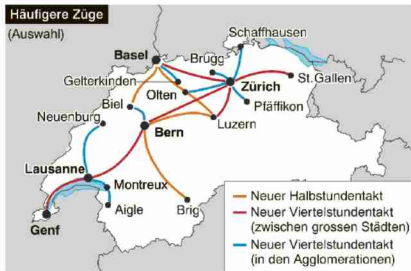 Häufigere Züge
(Auswahl)
Schaffhausen
Basel
Brugg
Gelterkinden
Zürich
St. Gallen
Olten
Biel
Pfäffikon
Neuenburg
Luzern
Bern
Lausanne
Montreux
Aigle
Brig
Genf
Neuer Halbstundentakt
Neuer Viertelstundentakt
(zwischen grossen Städten)
Neuer Viertelstundentakt
(in den Agglomerationen)